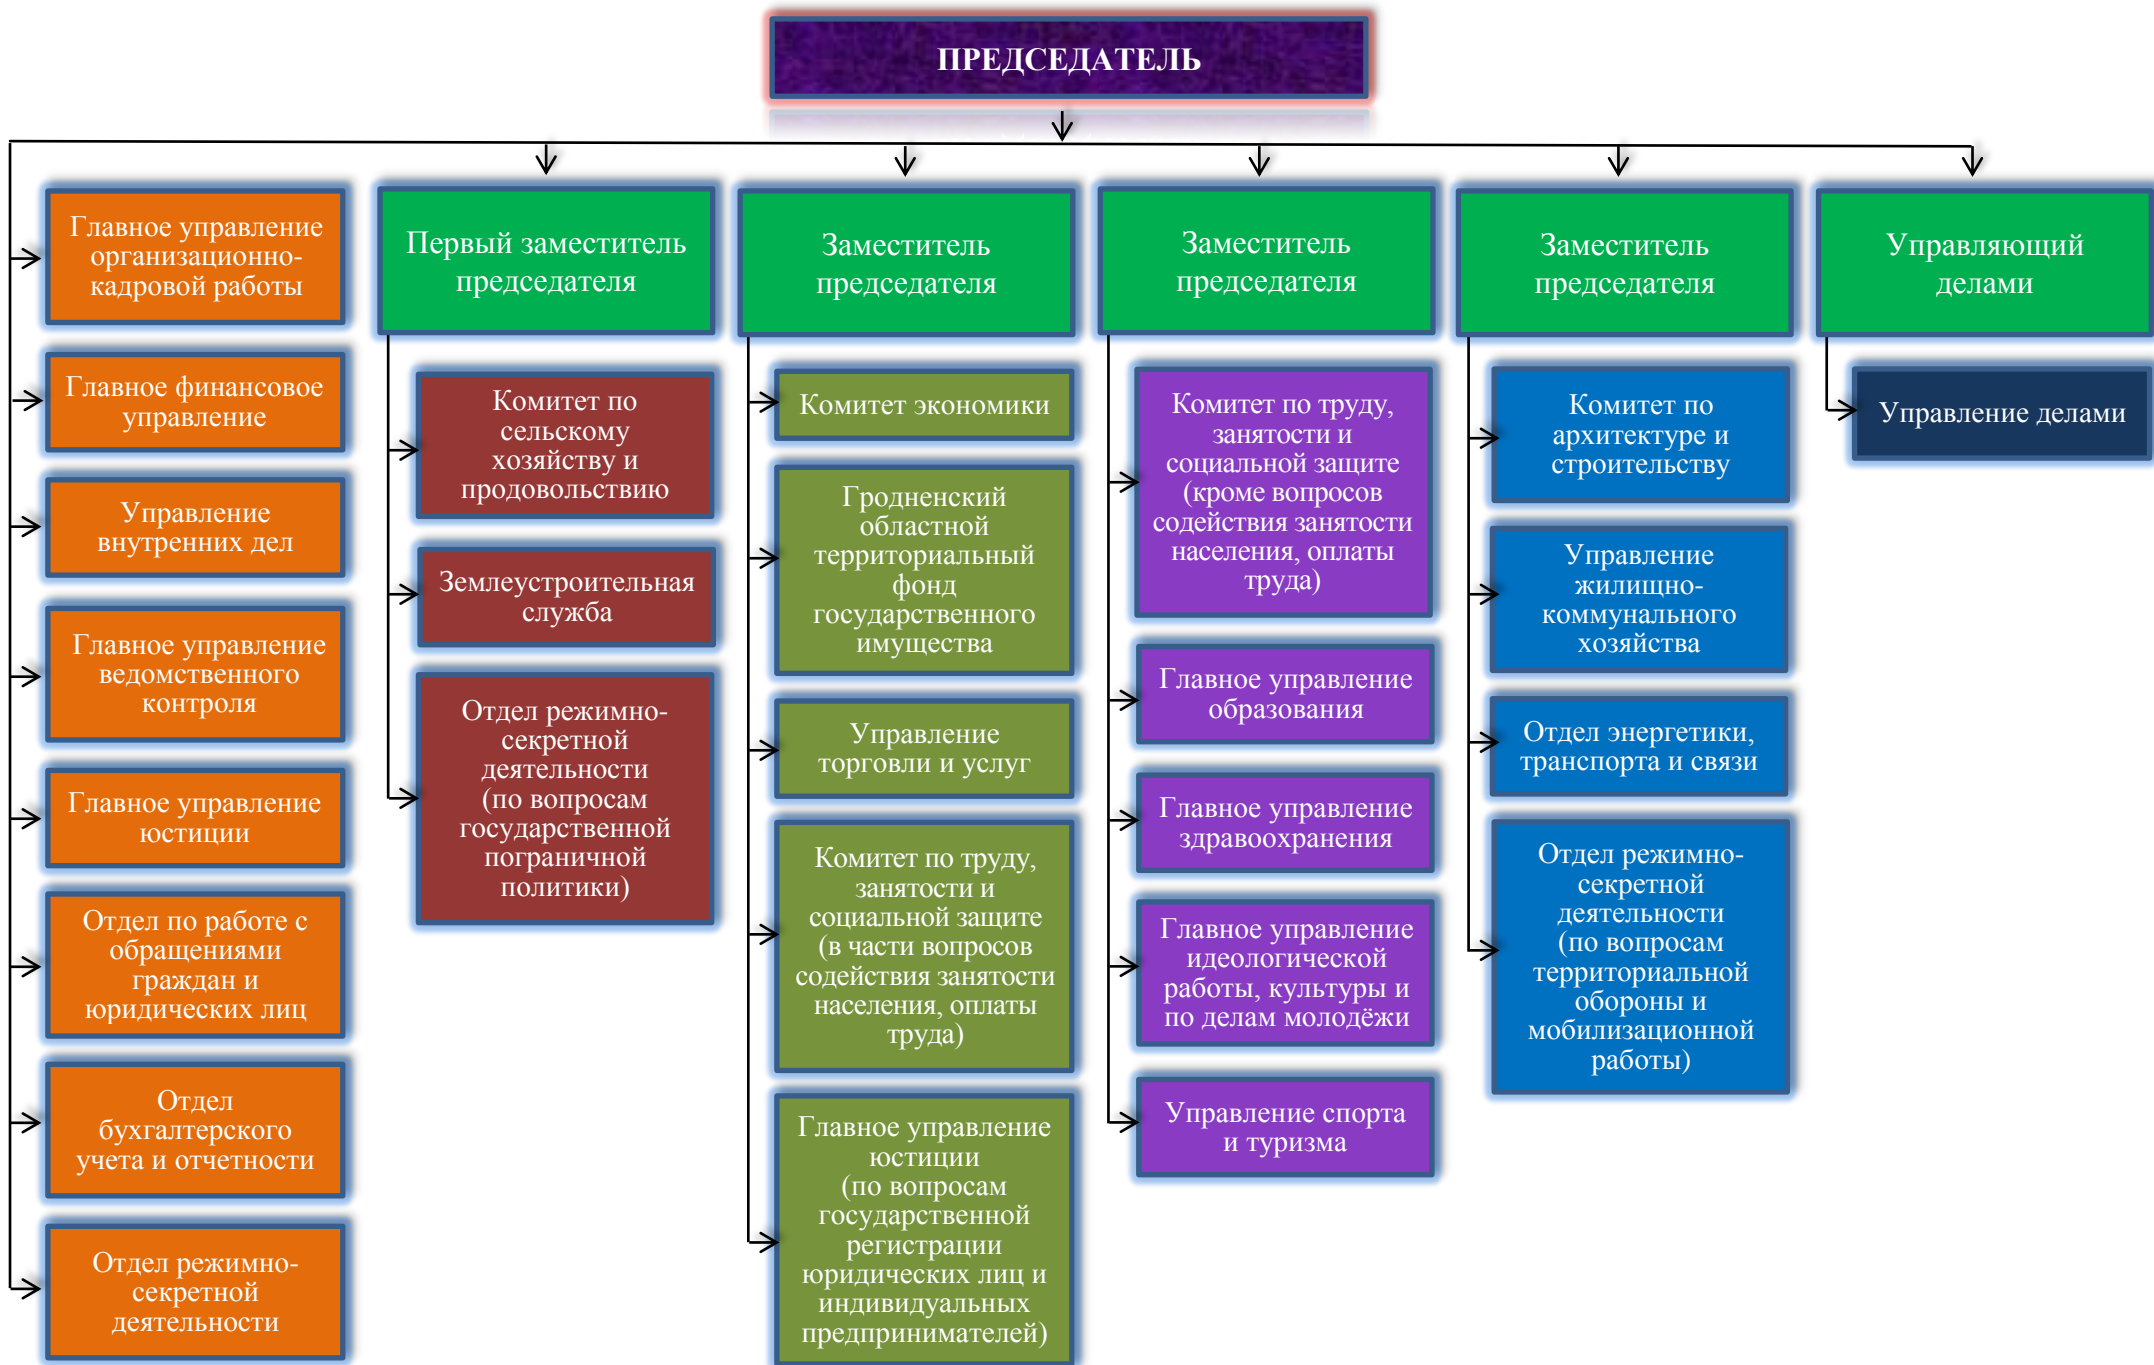 ПРЕДСЕДАТЕЛЬ
Главное управление
организационно-
кадровой работы
Главное финансовое
управление
Управление
внутренних дел
Главное управление
ведомственного
контроля
Главное управление
юстиции
Отдел по работе с
обращениями
граждан и
юридических лиц
Отдел
бухгалтерского
учета и отчетности
Отдел режимно-
секретной
деятельности
Первый заместитель
председателя
Комитет по
сельскому
хозяйству и
продовольствию
Землеустроительная
служба
Отдел режимно-
секретной
деятельности
(по вопросам
государственной
пограничной
политики)
Заместитель
председателя
Комитет экономики
Гродненский
областной
территориальный
фонд
государственного
имущества
Управление
торговли и услуг
Комитет по труду,
занятости и
социальной защите
(в части вопросов
содействия занятости
населения, оплаты
труда)
Главное управление
юстиции
(по вопросам
государственной
регистрации
юридических лиц и
индивидуальных
предпринимателей)
Заместитель
председателя
Комитет по труду,
занятости и
социальной защите
(кроме вопросов
содействия занятости
населения, оплаты
труда)
Главное управление
образования
Главное управление
здравоохранения
Главное управление
идеологической
работы, культуры и
по делам молодёжи
Управление спорта
и туризма
Заместитель
председателя
Комитет по
архитектуре и
строительству
Управление
жилищно-
коммунального
хозяйства
Отдел энергетики,
транспорта и связи
Отдел режимно-
секретной
деятельности
(по вопросам
территориальной
обороны и
мобилизационной
работы)
Управляющий
делами
Управление делами